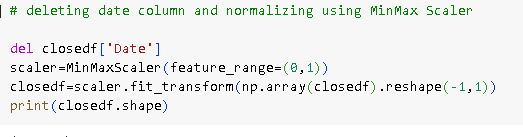 # deleting date column and normalizing using MinMax Scaler
del closedf['Date']
scaler=MinMaxScaler(feature_range=(0,1))
closedf=scaler.fit_transform(np.array(closedf).reshape(-1,1))
print(closedf.shape)